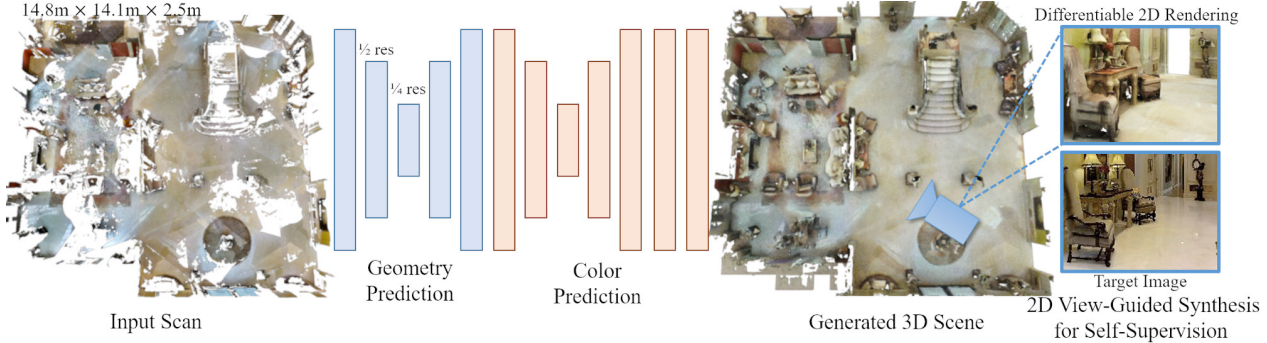 14.8m × 14.1m × 2.5m
½ res
¼ res
Geometry
Prediction
Color
Prediction
Input Scan
Generated 3D Scene
Differentiable 2D Rendering
Target Image
2D View-Guided Synthesis
for Self-Supervision